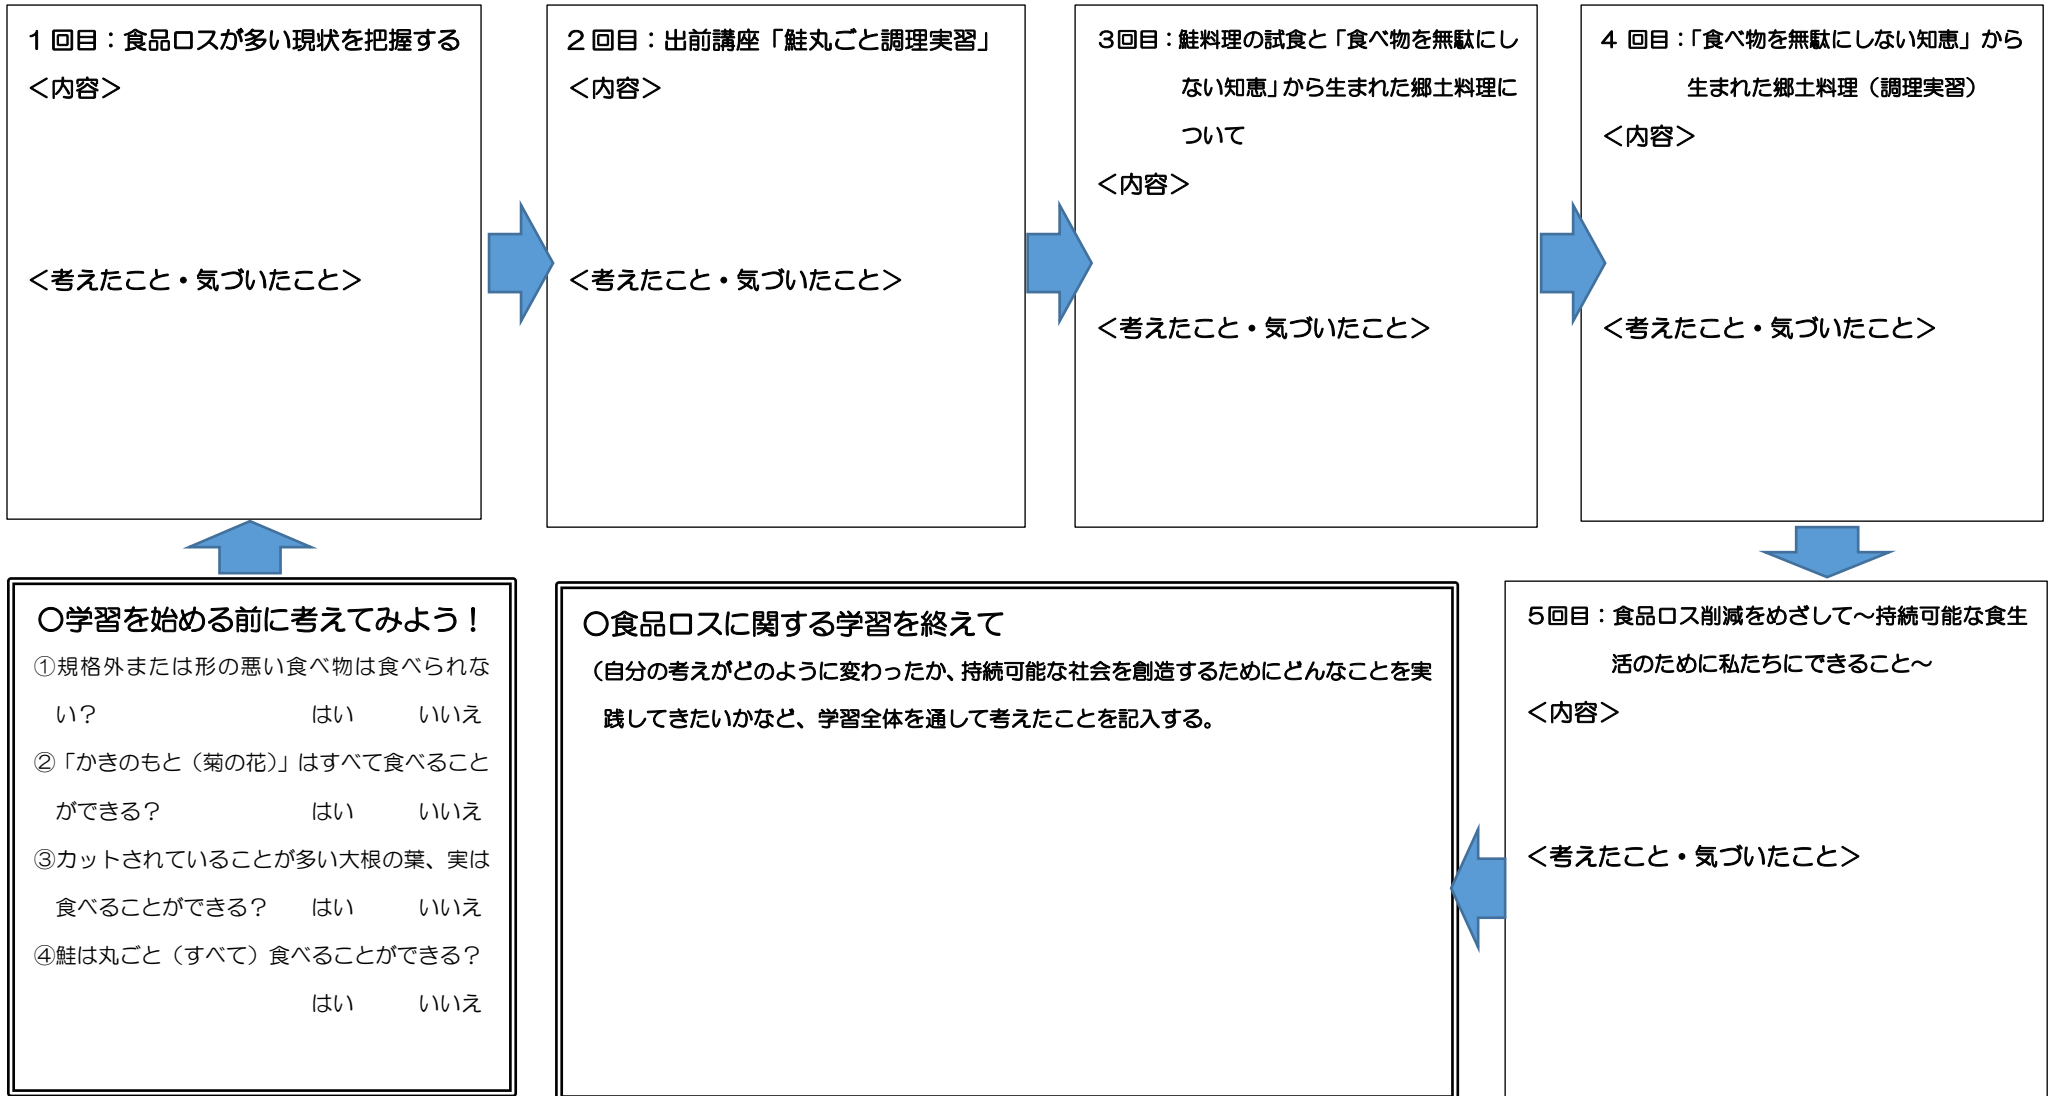 1回目：食品ロスが多い現状を把握する
＜内容＞
＜考えたこと・気づいたこと＞
2回目：出前講座「鮭丸ごと調理実習」
＜内容＞
＜考えたこと・気づいたこと＞
3回目：鮭料理の試食と「食べ物を無駄にし
ない知恵」から生まれた郷土料理に
ついて
＜内容＞
＜考えたこと・気づいたこと＞
4 回目：「食べ物を無駄にしない知恵」から
生まれた郷土料理（調理実習）
＜内容＞
＜考えたこと・気づいたこと＞
○学習を始める前に考えてみよう！
①規格外または形の悪い食べ物は食べられな
い？ はい いいえ
②「かきのもと（菊の花）」はすべて食べること
ができる？ はい いいえ
③カットされていることが多い大根の葉、実は
食べることができる？ はい いいえ
④鮭は丸ごと（すべて）食べることができる？
はい いいえ
○食品ロスに関する学習を終えて
（自分の考えがどのように変わったか、持続可能な社会を創造するためにどんなことを実
践してきたいかなど、学習全体を通して考えたことを記入する。
5回目：食品ロス削減をめざして～持続可能な食生
活のために私たちにできること～
＜内容＞
＜考えたこと・気づいたこと＞